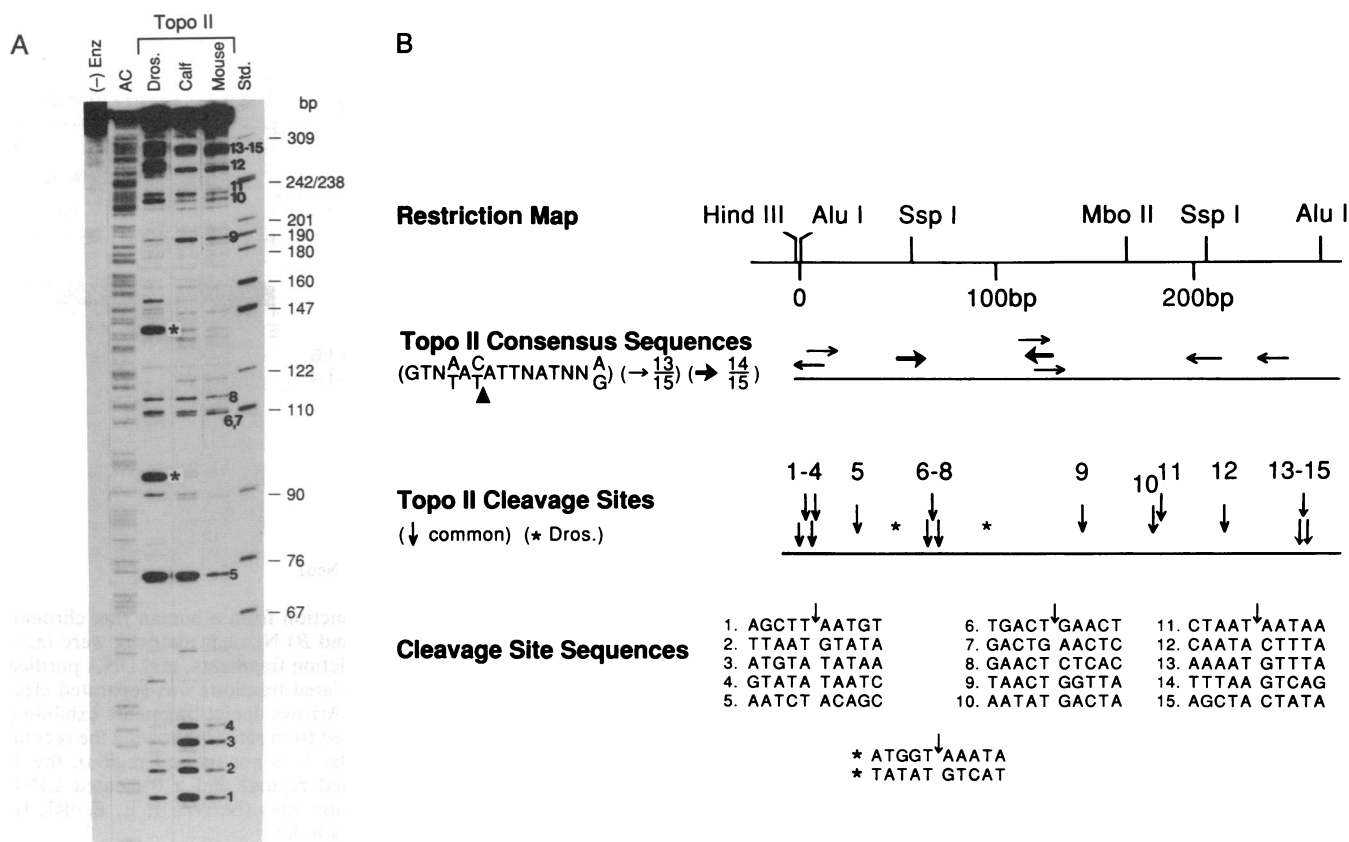 A
Topo II
(–) Enz
AC
Dros.
Calf
Mouse
Std.
bp
309
242/238
201
190
180
160
147
122
110
90
76
67
13-15
12
11
10
9
*
8
6,7
*
5
4
3
2
1
B
Restriction Map
Hind III Alu I Ssp I Mbo II Ssp I Alu I
0 100bp 200bp
Topo II Consensus Sequences
(GTN A/T A C/T ATTNATNN A/G) (→ 13/15) (➔ 14/15)
1-4 5 6-8 9 10 11 12 13-15
Topo II Cleavage Sites
(↓ common) (* Dros.)
* *
Cleavage Site Sequences
1. AGCTT↓AATGT
2. TTAAT GTATA
3. ATGTA TATAA
4. GTATA TAATC
5. AATCT ACAGC
6. TGACT↓GAACT
7. GACTG AACTC
8. GAACT CTCAC
9. TAACT GGTTA
10. AATAT GACTA
11. CTAAT↓AATAA
12. CAATA CTTTA
13. AAAAT GTTTA
14. TTTAA GTCAG
15. AGCTA CTATA
* ATGGT↓AAATA
* TATAT GTCAT